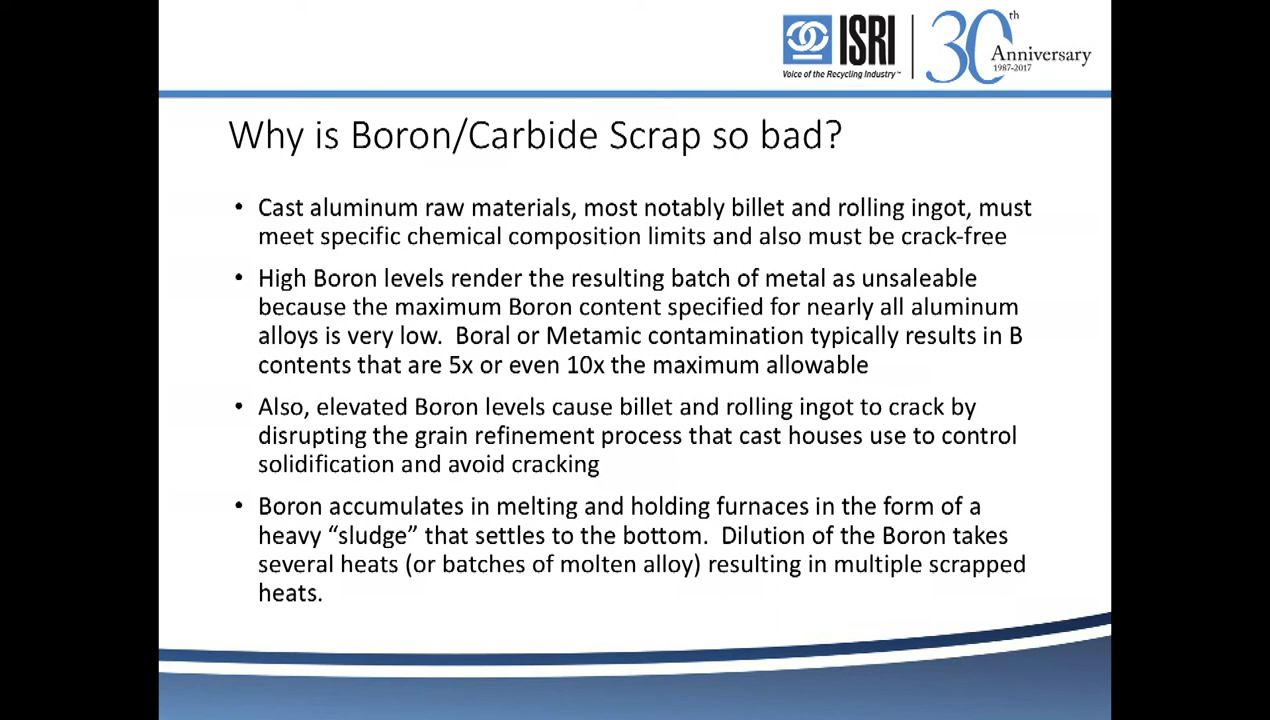 ISRI
Voice of the Recycling Industry™
30th
Anniversary
1987-2017
Why is Boron/Carbide Scrap so bad?
• Cast aluminum raw materials, most notably billet and rolling ingot, must
meet specific chemical composition limits and also must be crack-free
• High Boron levels render the resulting batch of metal as unsaleable
because the maximum Boron content specified for nearly all aluminum
alloys is very low.  Boral or Metamic contamination typically results in B
contents that are 5x or even 10x the maximum allowable
• Also, elevated Boron levels cause billet and rolling ingot to crack by
disrupting the grain refinement process that cast houses use to control
solidification and avoid cracking
• Boron accumulates in melting and holding furnaces in the form of a
heavy “sludge” that settles to the bottom.  Dilution of the Boron takes
several heats (or batches of molten alloy) resulting in multiple scrapped
heats.